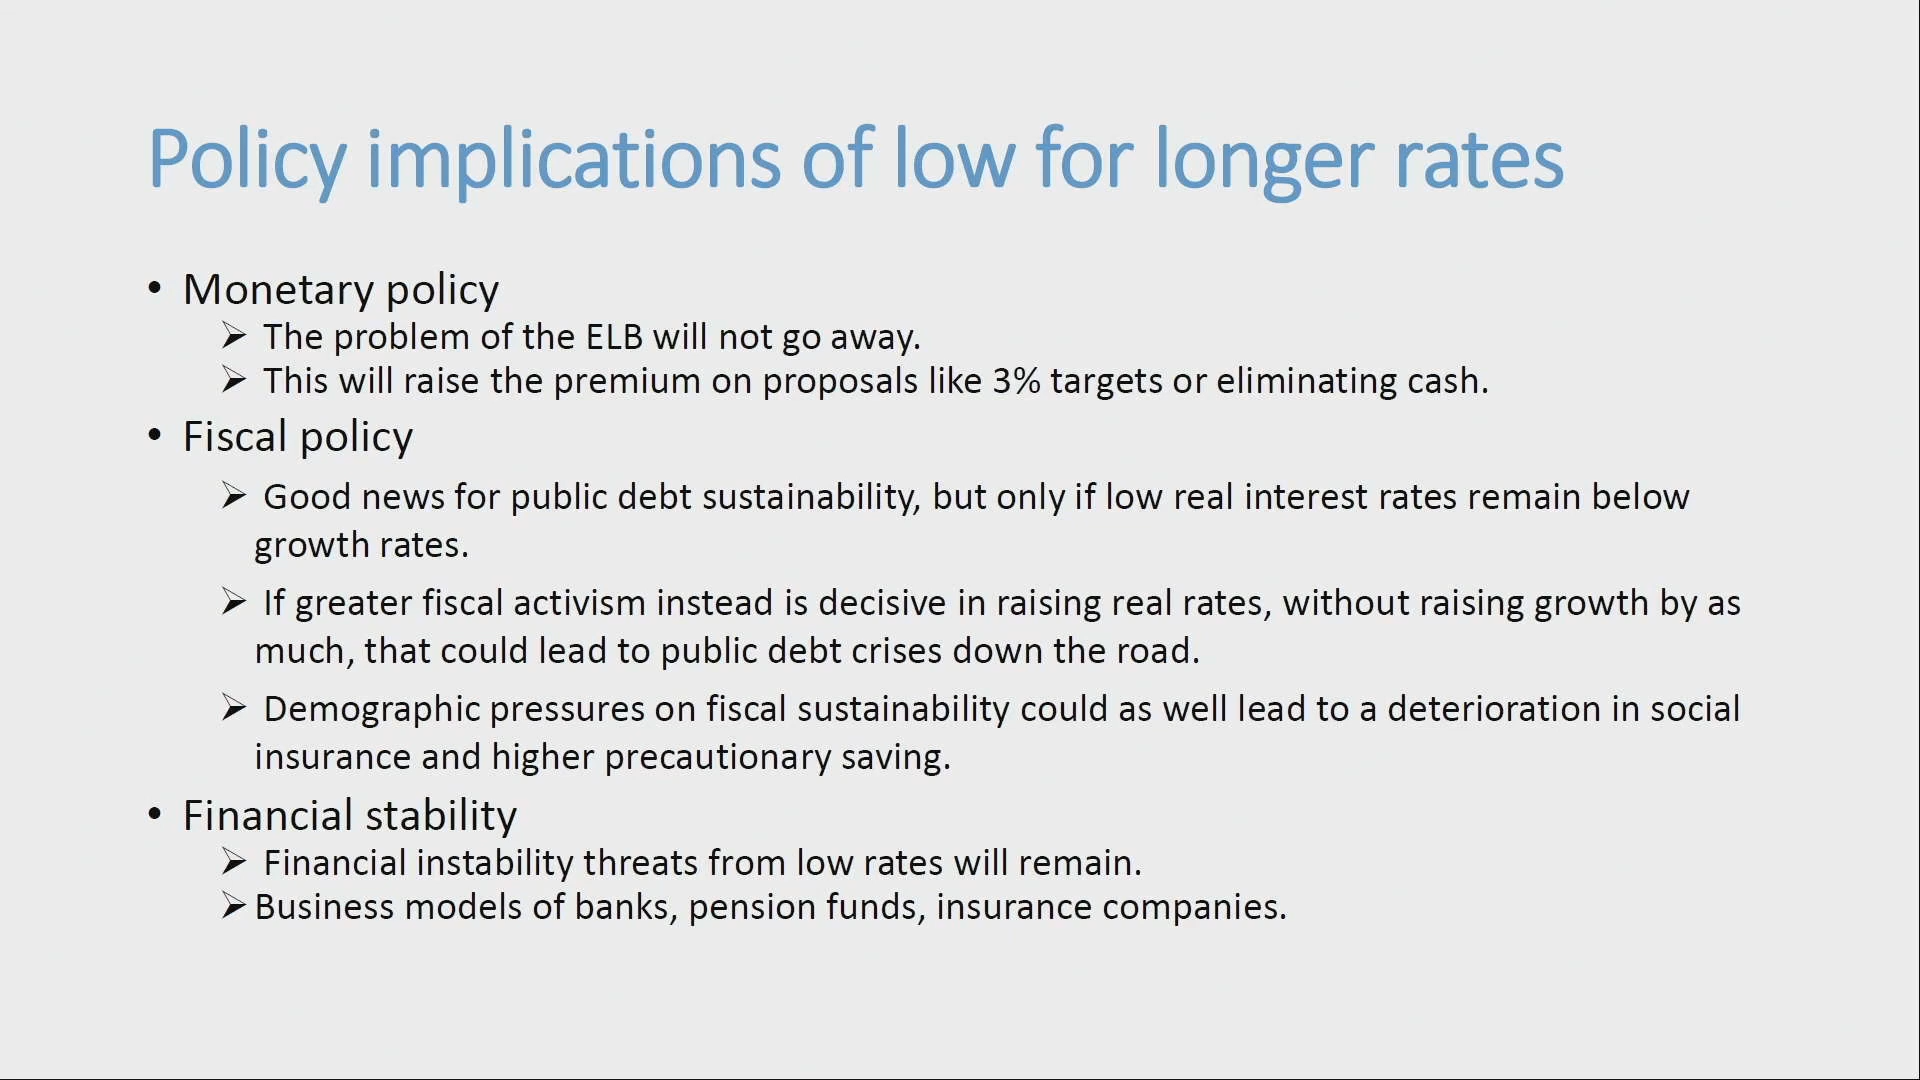 Policy implications of low for longer rates
• Monetary policy
➢ The problem of the ELB will not go away.
➢ This will raise the premium on proposals like 3% targets or eliminating cash.
• Fiscal policy
➢ Good news for public debt sustainability, but only if low real interest rates remain below
growth rates.
➢ If greater fiscal activism instead is decisive in raising real rates, without raising growth by as
much, that could lead to public debt crises down the road.
➢ Demographic pressures on fiscal sustainability could as well lead to a deterioration in social
insurance and higher precautionary saving.
• Financial stability
➢ Financial instability threats from low rates will remain.
➢ Business models of banks, pension funds, insurance companies.